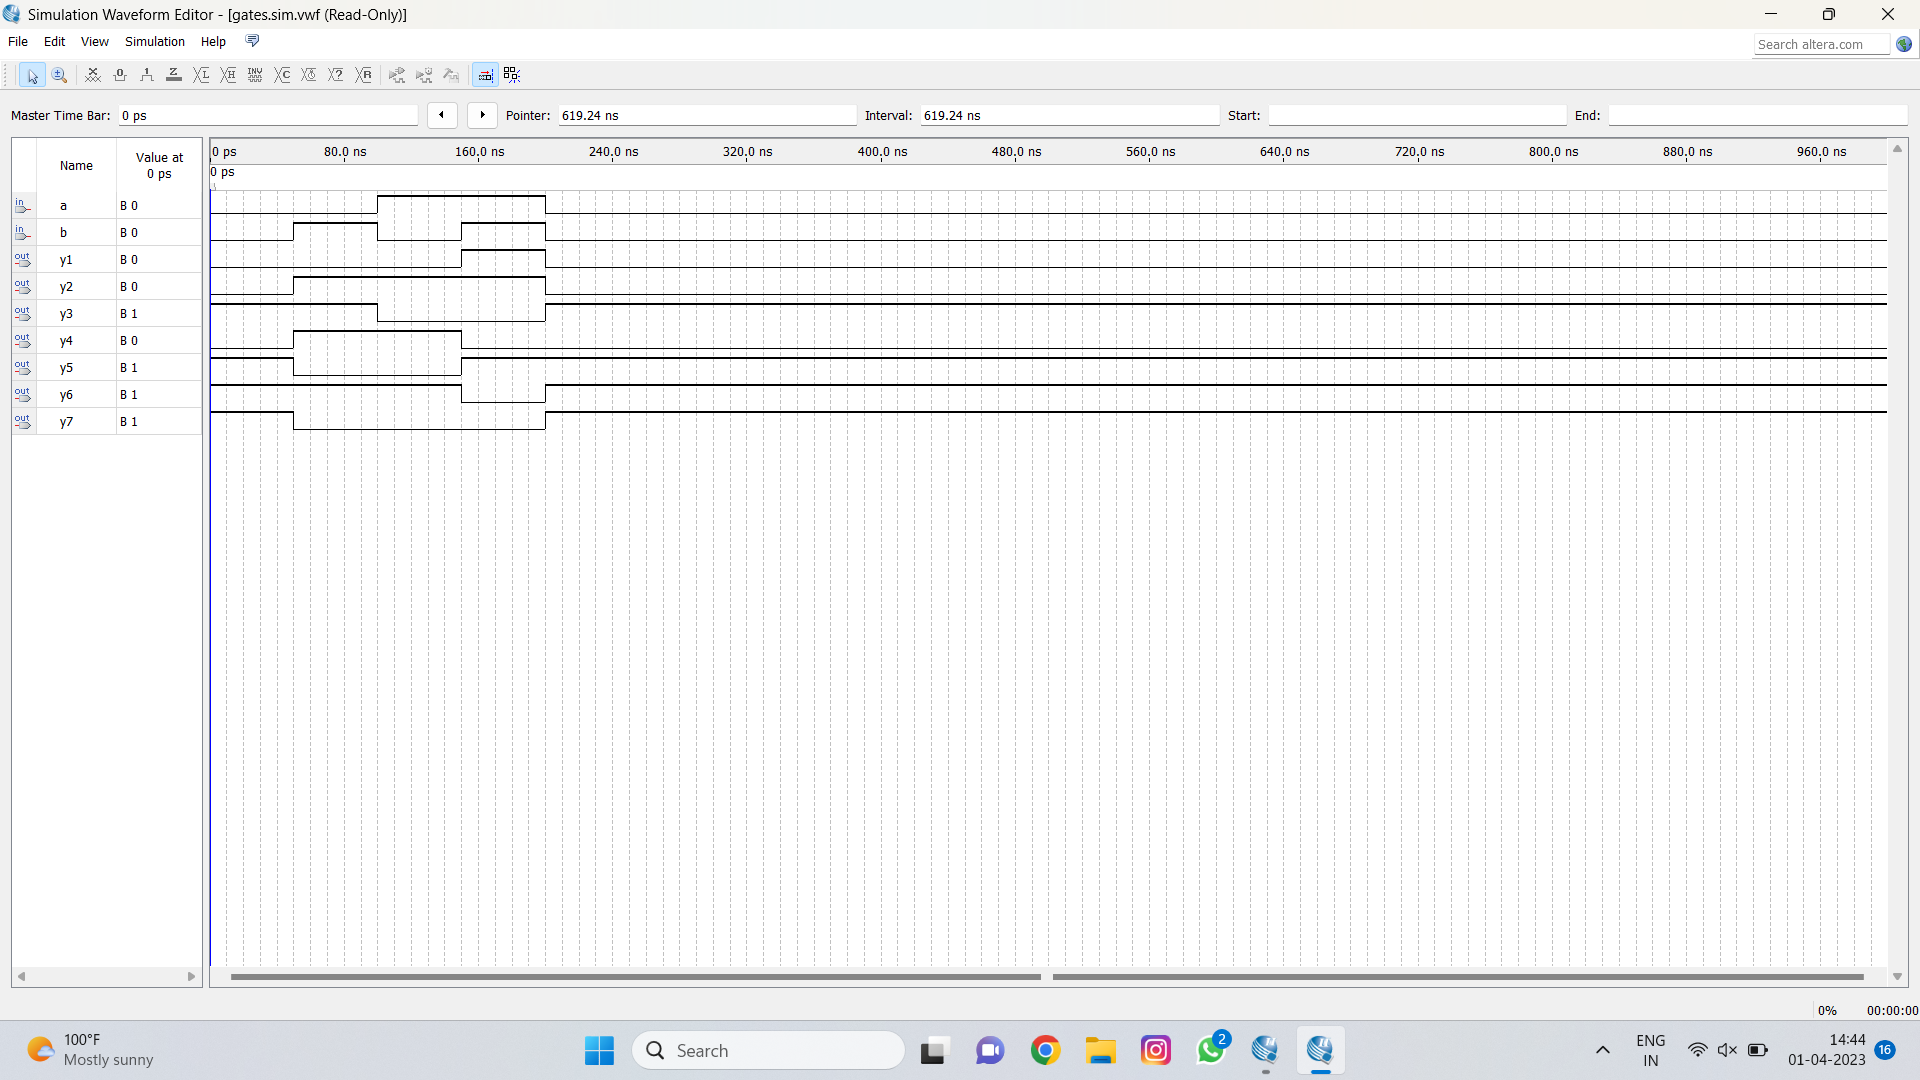 Simulation Waveform Editor - [gates.sim.vwf (Read-Only)]
File Edit View Simulation Help
Search altera.com
Master Time Bar: 0 ps Pointer: 619.24 ns Interval: 619.24 ns Start: End:
Name Value at 0 ps
0 ps 80.0 ns 160.0 ns 240.0 ns 320.0 ns 400.0 ns 480.0 ns 560.0 ns 640.0 ns 720.0 ns 800.0 ns 880.0 ns 960.0 ns
0 ps
in a B 0
in b B 0
out y1 B 0
out y2 B 0
out y3 B 1
out y4 B 0
out y5 B 1
out y6 B 1
out y7 B 1
0% 00:00:00
100°F
Mostly sunny
Search
2
ENG
IN
14:44
01-04-2023
16